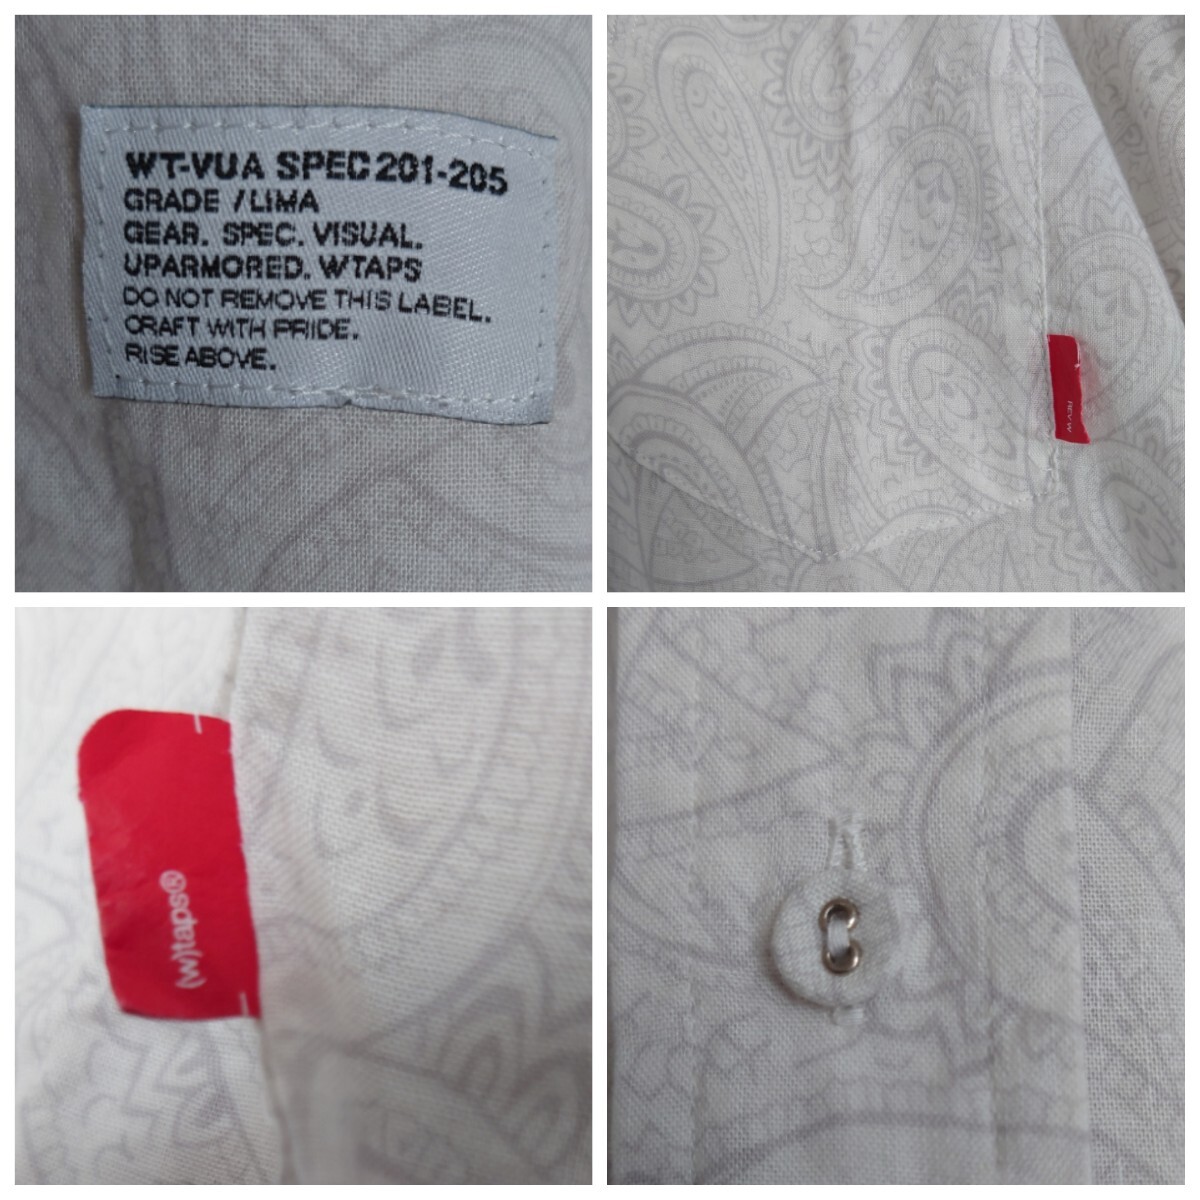 WT-VUA SPEC 201-205
GRADE / LIMA
GEAR. SPEC. VISUAL.
UPARMORED. WTAPS
DO NOT REMOVE THIS LABEL.
CRAFT WITH PRIDE.
RISE ABOVE.
Rev W
(w)taps®